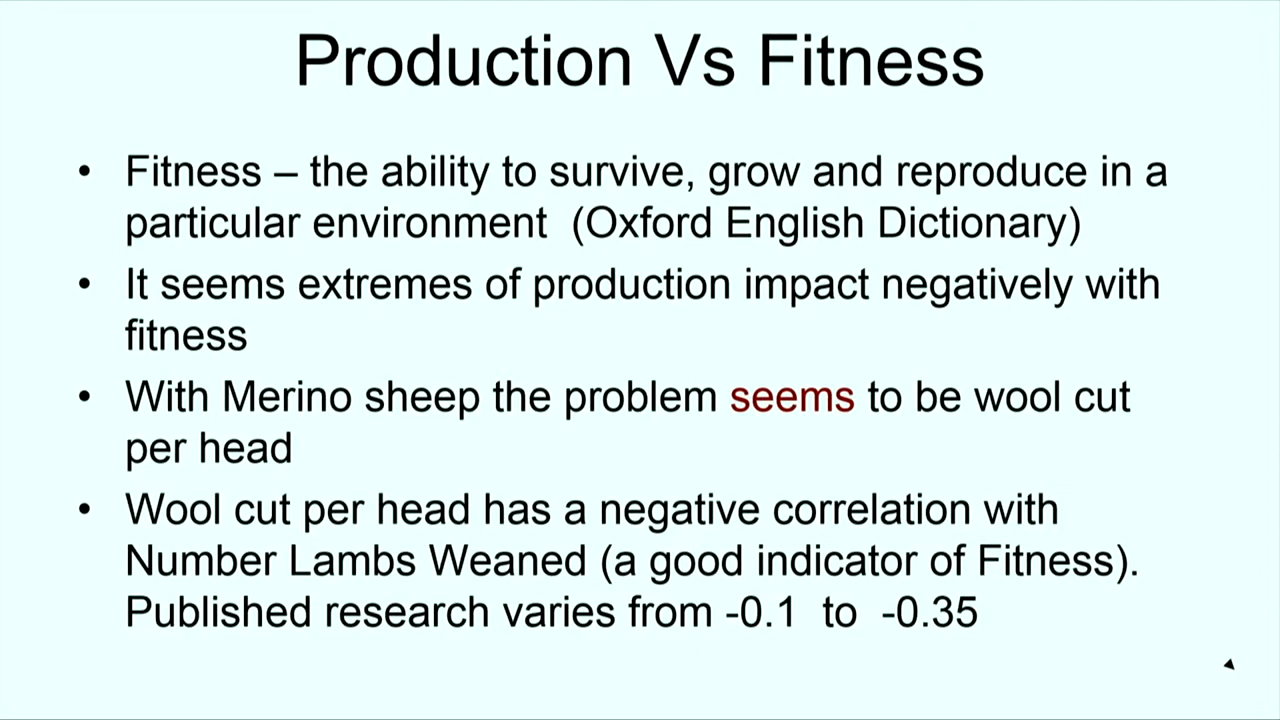 Production Vs Fitness
• Fitness – the ability to survive, grow and reproduce in a
particular environment (Oxford English Dictionary)
• It seems extremes of production impact negatively with
fitness
• With Merino sheep the problem seems to be wool cut
per head
• Wool cut per head has a negative correlation with
Number Lambs Weaned (a good indicator of Fitness).
Published research varies from -0.1 to -0.35